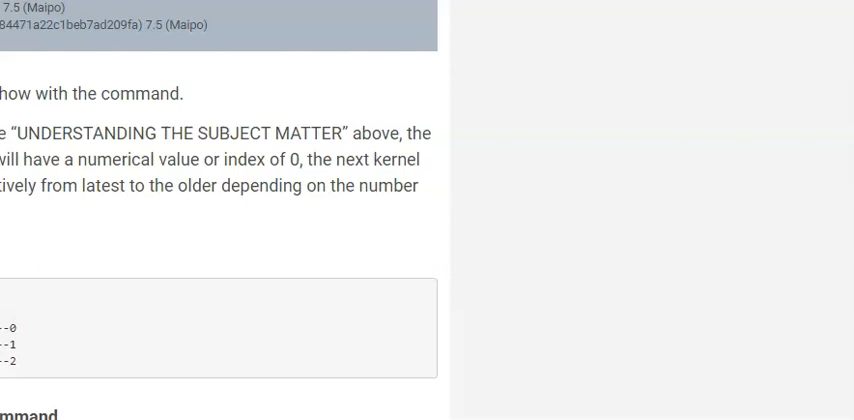 7.5 (Maipo)
84471a22c1beb7ad209fa) 7.5 (Maipo)
how with the command.
e “UNDERSTANDING THE SUBJECT MATTER” above, the
will have a numerical value or index of 0, the next kernel
tively from latest to the older depending on the number
--0
--1
--2
mmand